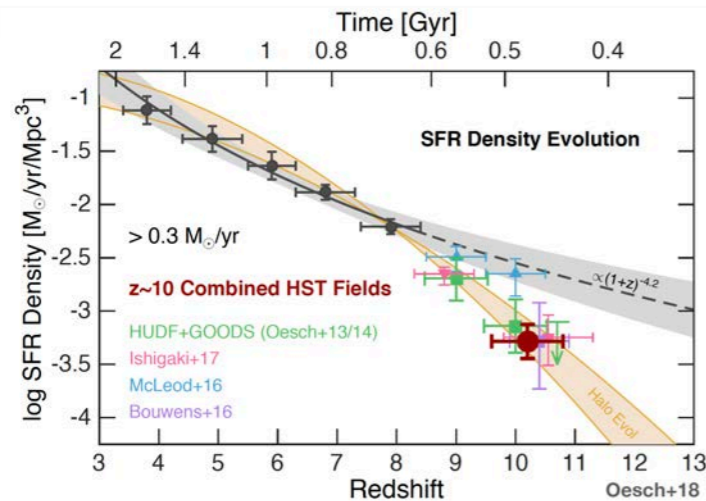 Time [Gyr]
2 1.4 1 0.8 0.6 0.5 0.4
log SFR Density [M☉/yr/Mpc³]
-1
-1.5
-2
-2.5
-3
-3.5
-4
SFR Density Evolution
> 0.3 M☉/yr
∝(1+z)^-4.2
z~10 Combined HST Fields
HUDF+GOODS (Oesch+13/14)
Ishigaki+17
McLeod+16
Bouwens+16
Halo Evol
3 4 5 6 7 8 9 10 11 12 13
Redshift
Oesch+18